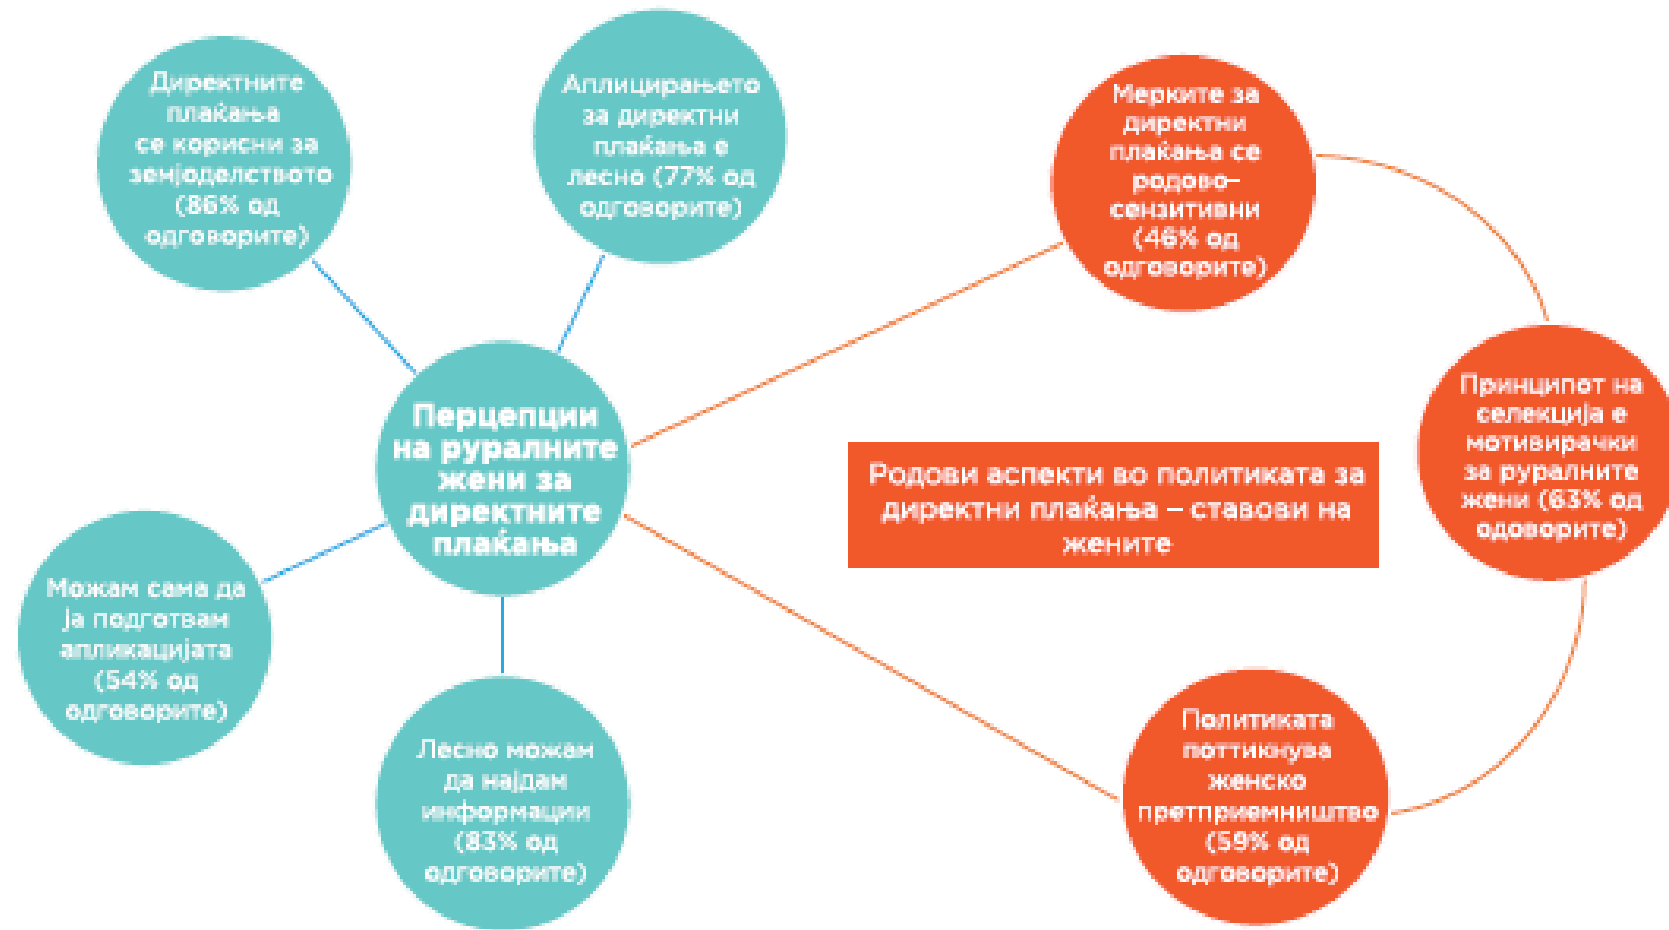 Директните
плаќања
се корисни за
земјоделството
(86% од
одговорите)
Аплицирањето
за директни
плаќања е
лесно (77% од
одговорите)
Перцепции
на руралните
жени за
директните
плаќања
Можам сама да
ја подготвам
апликацијата
(54% од
одговорите)
Лесно можам
да најдам
информации
(83% од
одговорите)
Мерките за
директни
плаќања се
родово–
сензитивни
(46% од
одговорите)
Принципот на
селекција е
мотивирачки
за руралните
жени (63% од
одоворите)
Родови аспекти во политиката за
директни плаќања – ставови на
жените
Политиката
поттикнува
женско
претприемништво
(59% од
одговорите)